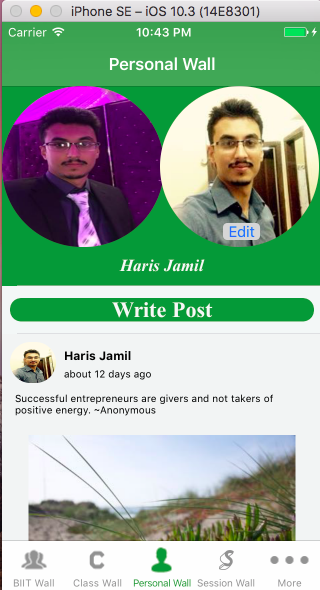 iPhone SE – iOS 10.3 (14E8301)
Carrier 10:43 PM
Personal Wall
Edit
Haris Jamil
Write Post
Haris Jamil
about 12 days ago
Successful entrepreneurs are givers and not takers of
positive energy. ~Anonymous
BIIT Wall Class Wall Personal Wall Session Wall More